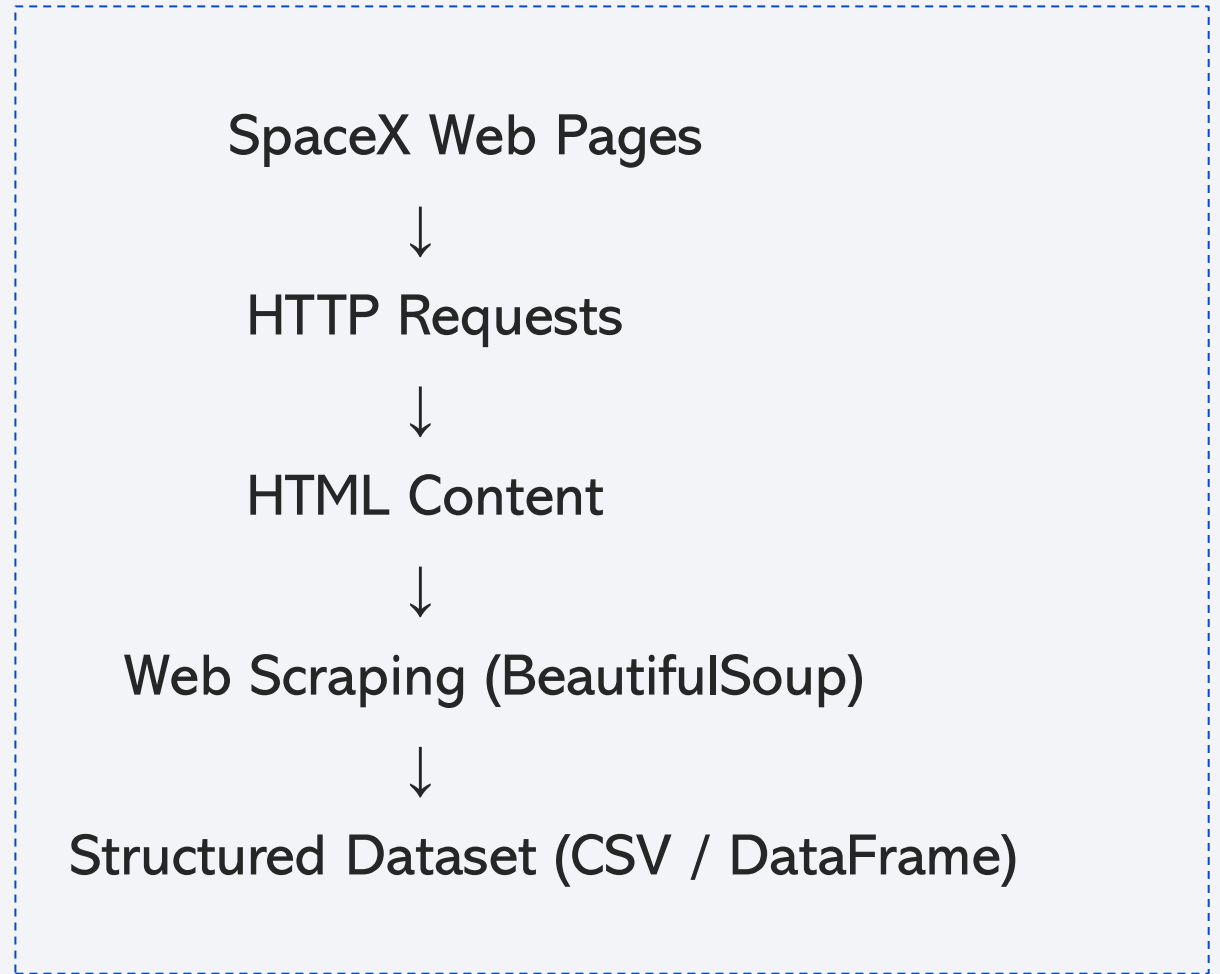 SpaceX Web Pages
↓
HTTP Requests
↓
HTML Content
↓
Web Scraping (BeautifulSoup)
↓
Structured Dataset (CSV / DataFrame)